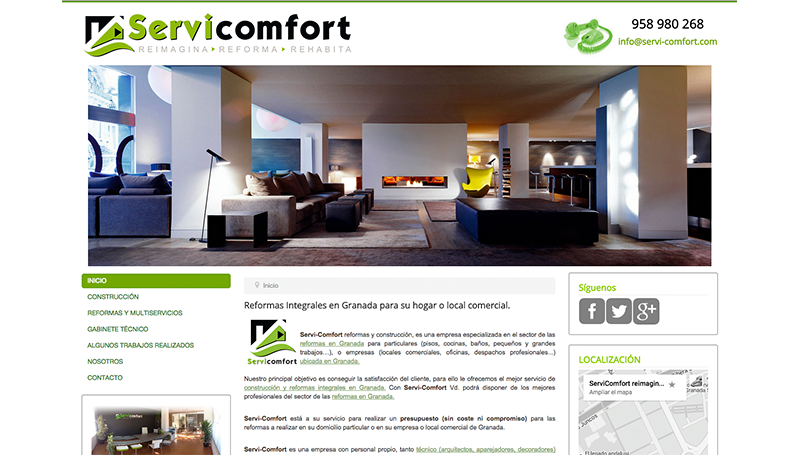 Servicomfort
REIMAGINA REFORMA REHABITA
958 980 268
info@servi-comfort.com
INICIO
CONSTRUCCIÓN
REFORMAS Y MULTISERVICIOS
GABINETE TÉCNICO
ALGUNOS TRABAJOS REALIZADOS
NOSOTROS
CONTACTO
Inicio
Reformas Integrales en Granada para su hogar o local comercial.
Servicomfort
Servi-Comfort reformas y construcción, es una empresa especializada en el sector de las
reformas en Granada para particulares (pisos, cocinas, baños, pequeños y grandes
trabajos...), o empresas (locales comerciales, oficinas, despachos profesionales...)
ubicada en Granada.
Nuestro principal objetivo es conseguir la satisfacción del cliente, para ello le ofrecemos el mejor servicio de
construcción y reformas integrales en Granada. Con Servi-Comfort Vd. podrá disponer de los mejores
profesionales del sector de las reformas en Granada.
Servi-Comfort está a su servicio para realizar un presupuesto (sin coste ni compromiso) para las
reformas a realizar en su domicilio particular o en su empresa o local comercial de Granada.
Servi-Comfort es una empresa con personal propio, tanto técnico (arquitectos, aparejadores, decoradores)
Síguenos
f
g+
LOCALIZACIÓN
ServiComfort reimagin...
Ampliar el mapa
Juncos